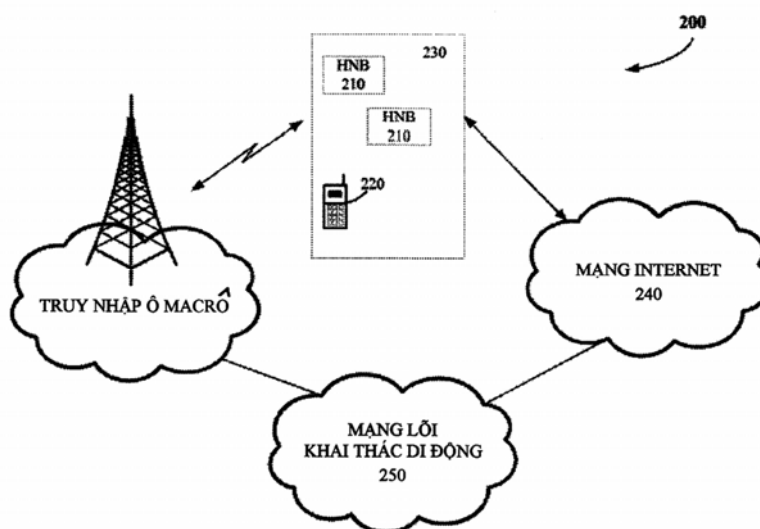 200
230
HNB
210
HNB
210
220
TRUY NHẬP Ô MACRÔ
MẠNG INTERNET
240
MẠNG LÕI
KHAI THÁC DI ĐỘNG
250